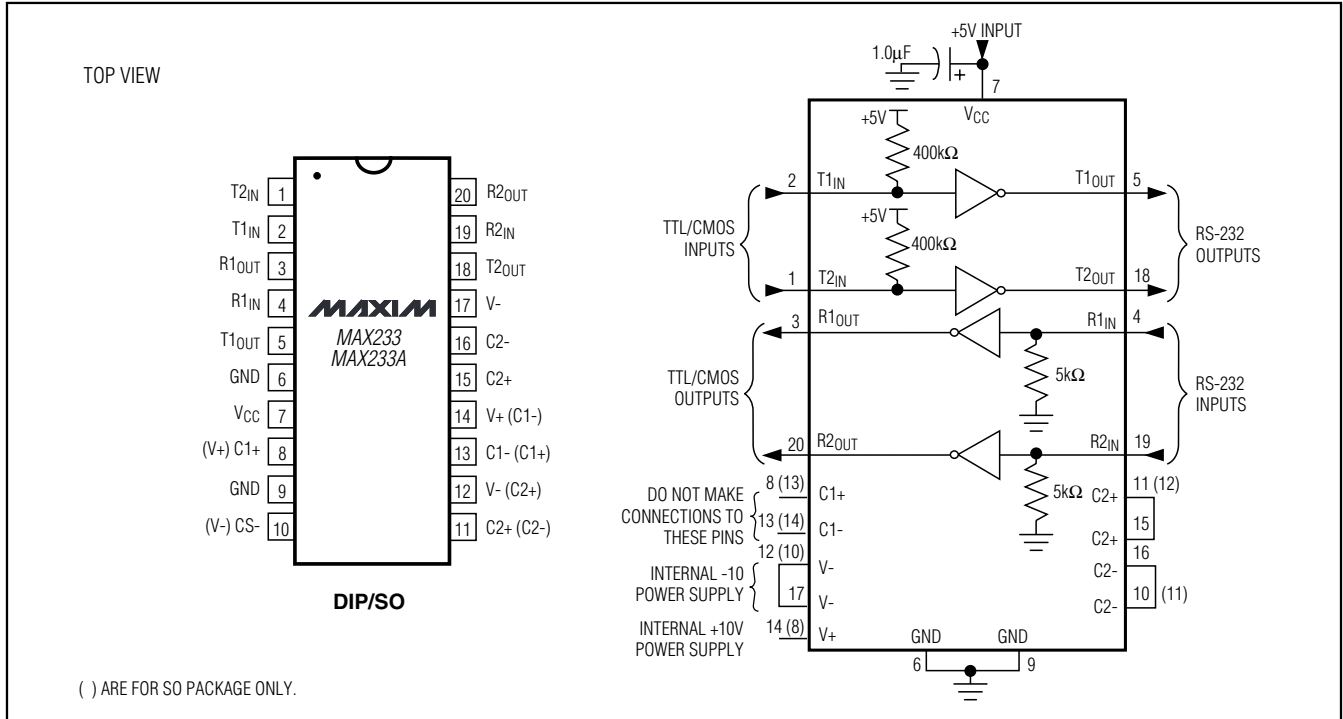 TOP VIEW
T2IN 1
T1IN 2
R1OUT 3
R1IN 4
T1OUT 5
GND 6
VCC 7
(V+) C1+ 8
GND 9
(V-) CS- 10
MAXIM
MAX233
MAX233A
20 R2OUT
19 R2IN
18 T2OUT
17 V-
16 C2-
15 C2+
14 V+ (C1-)
13 C1- (C1+)
12 V- (C2+)
11 C2+ (C2-)
DIP/SO
( ) ARE FOR SO PACKAGE ONLY.
+5V INPUT
1.0µF
+
7
VCC
+5V
400kΩ
2 T1IN
T1OUT 5
+5V
400kΩ
TTL/CMOS
INPUTS
RS-232
OUTPUTS
1 T2IN
T2OUT 18
3 R1OUT
R1IN 4
5kΩ
TTL/CMOS
OUTPUTS
RS-232
INPUTS
20 R2OUT
R2IN 19
5kΩ
DO NOT MAKE
CONNECTIONS TO
THESE PINS
8 (13) C1+
13 (14) C1-
INTERNAL -10
POWER SUPPLY
12 (10) V-
17 V-
INTERNAL +10V
POWER SUPPLY
14 (8) V+
C2+ 11 (12)
C2+ 15
C2- 16
C2- 10 (11)
GND GND
6 9